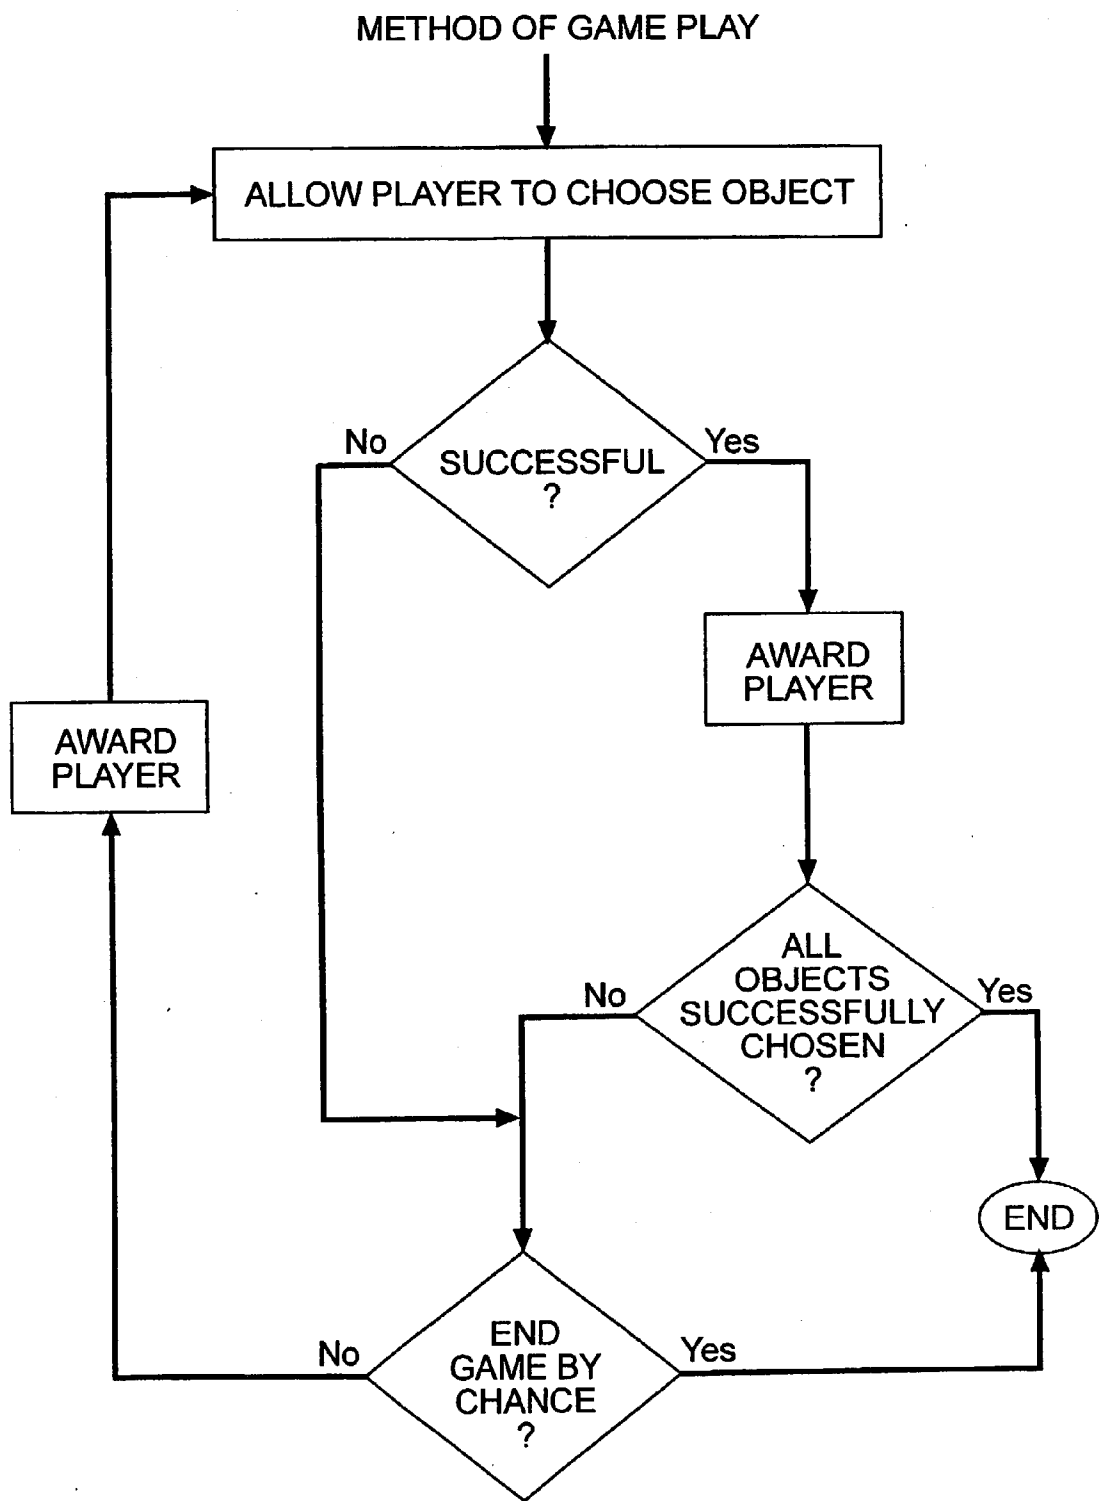 METHOD OF GAME PLAY
ALLOW PLAYER TO CHOOSE OBJECT
No
Yes
SUCCESSFUL
?
AWARD
PLAYER
AWARD
PLAYER
ALL
OBJECTS
SUCCESSFULLY
CHOSEN
?
No
Yes
END
END
GAME BY
CHANCE
?
No
Yes